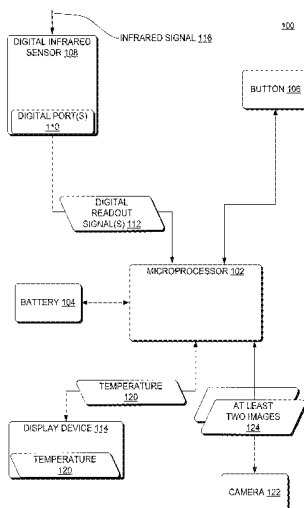 INFRARED SIGNAL 116
100
DIGITAL INFRARED
SENSOR 108
DIGITAL PORT(S)
110
BUTTON 106
DIGITAL
READOUT
SIGNAL(S) 112
MICROPROCESSOR 102
BATTERY 104
TEMPERATURE
120
AT LEAST
TWO IMAGES
124
DISPLAY DEVICE 114
TEMPERATURE
120
CAMERA 122